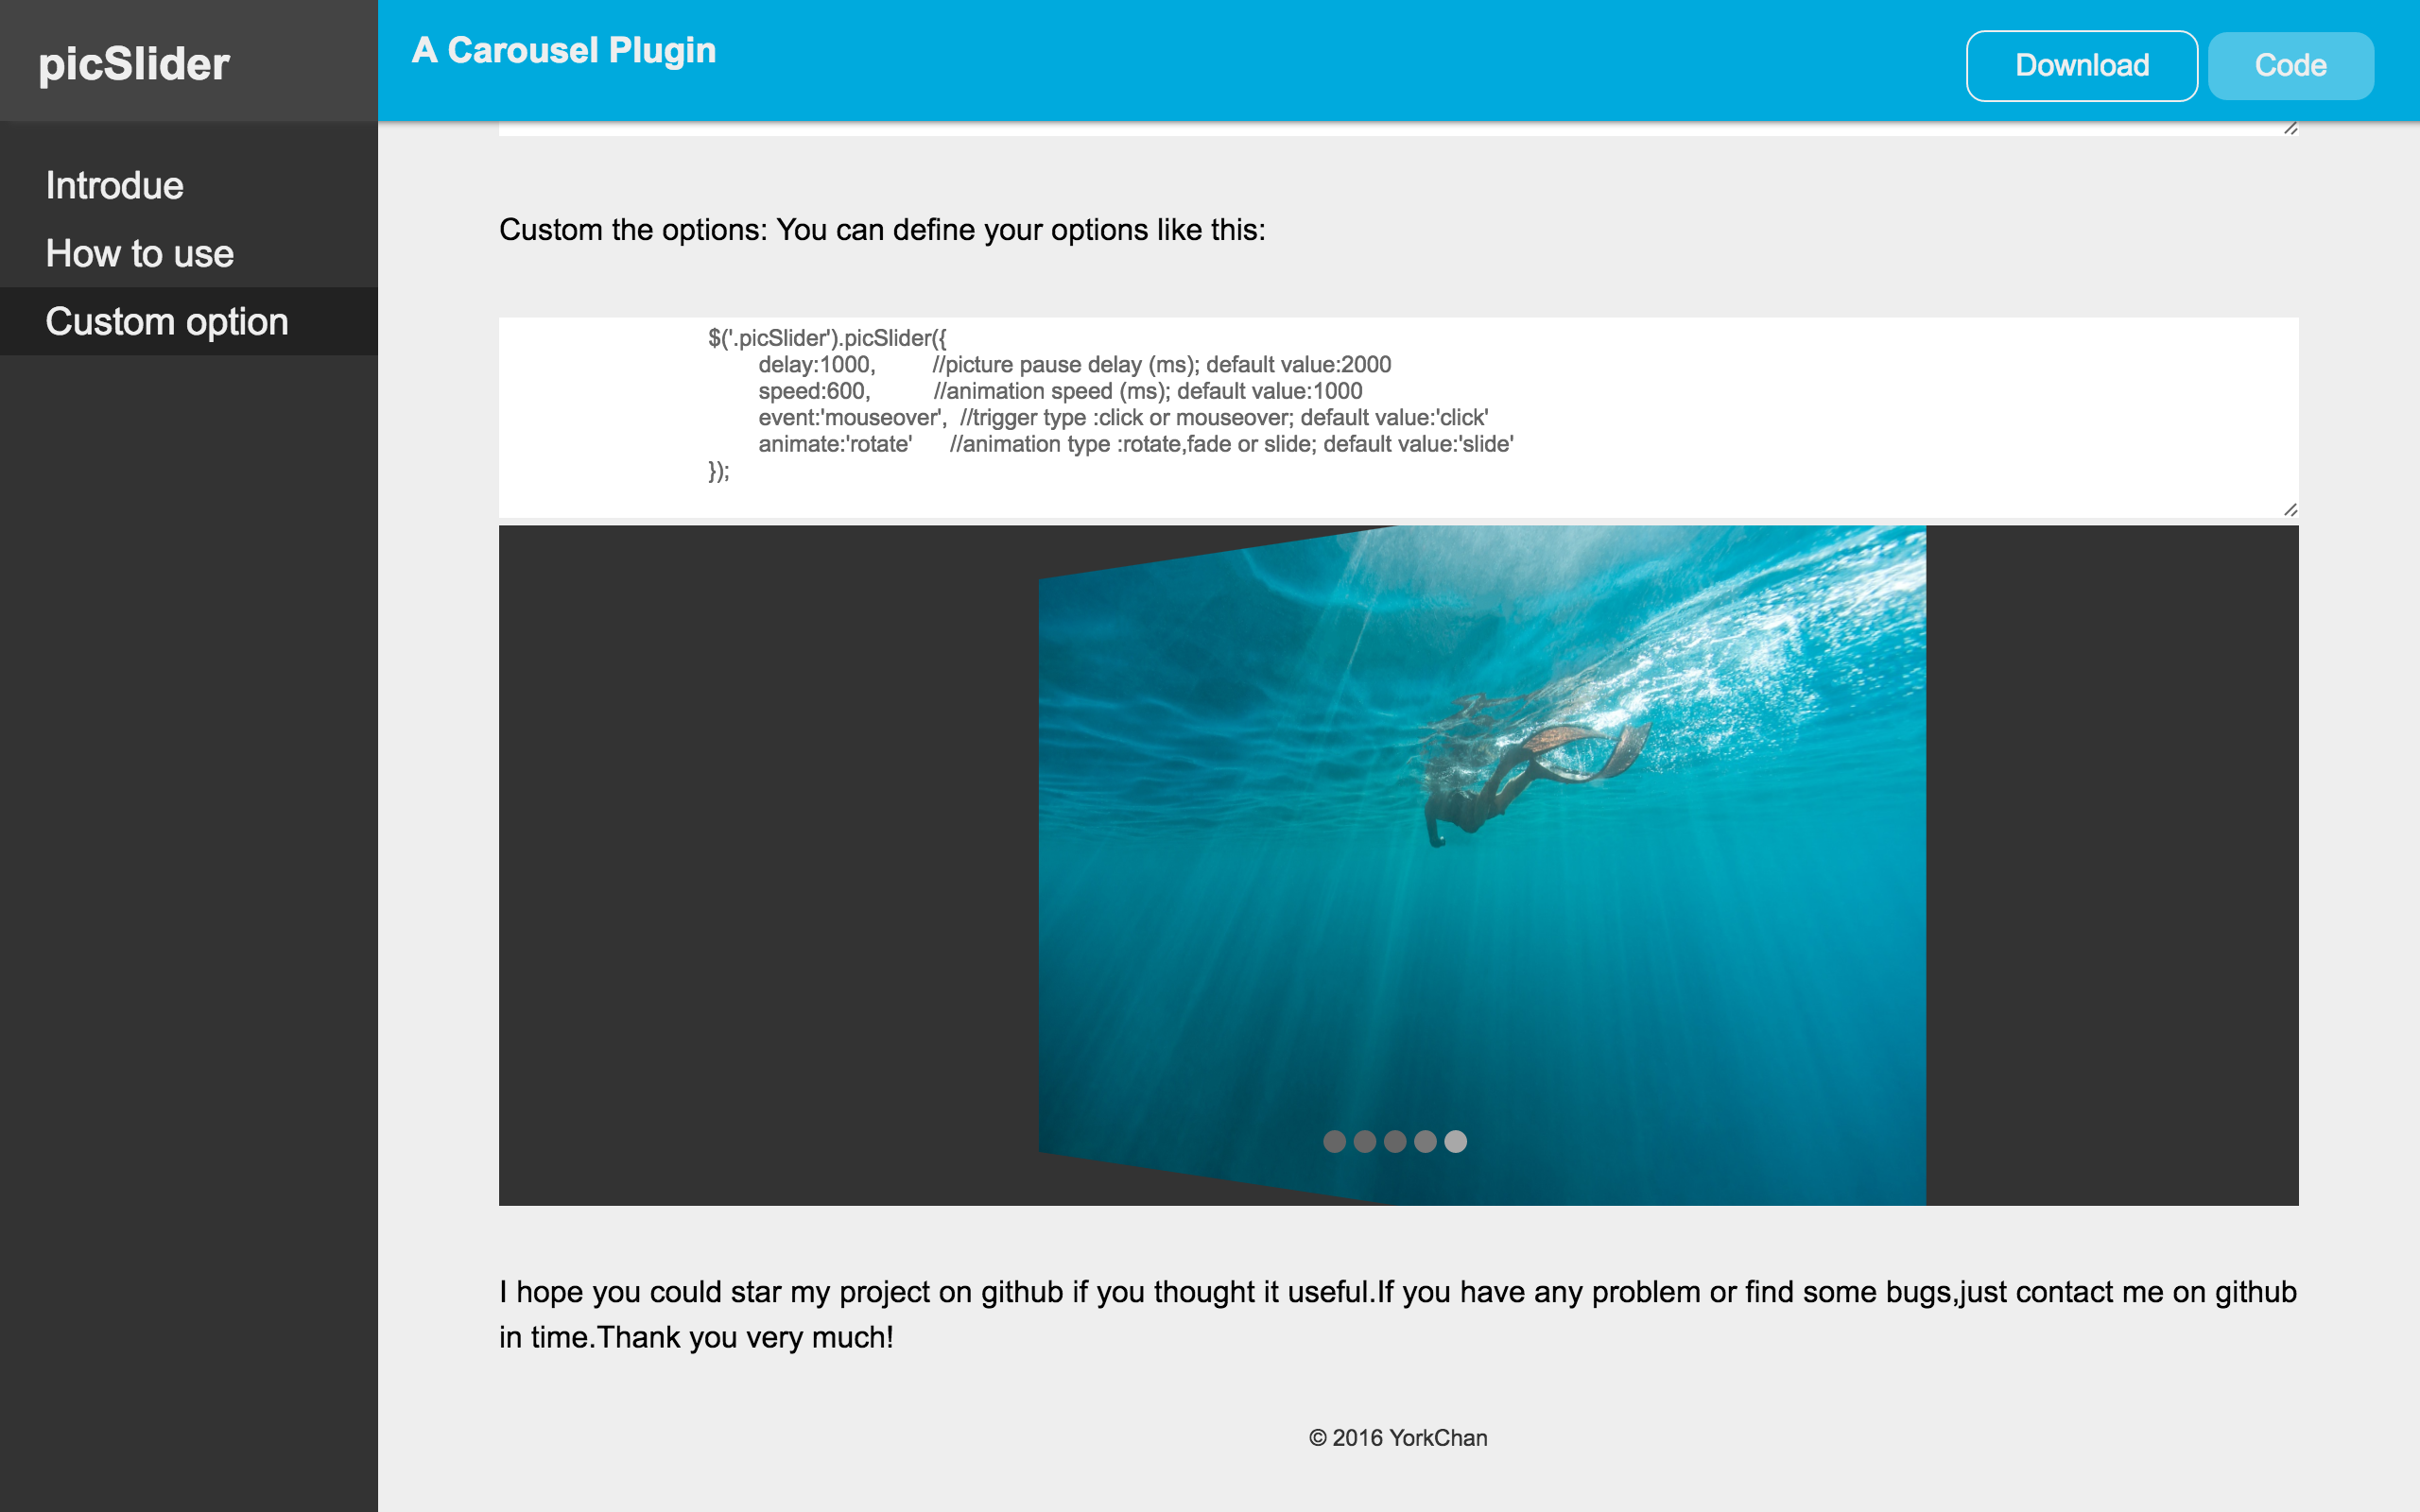 picSlider
A Carousel Plugin
Download
Code
Introdue
How to use
Custom option
Custom the options: You can define your options like this:
$('.picSlider').picSlider({
delay:1000, //picture pause delay (ms); default value:2000
speed:600, //animation speed (ms); default value:1000
event:'mouseover', //trigger type :click or mouseover; default value:'click'
animate:'rotate' //animation type :rotate,fade or slide; default value:'slide'
});
I hope you could star my project on github if you thought it useful.If you have any problem or find some bugs,just contact me on github
in time.Thank you very much!
© 2016 YorkChan